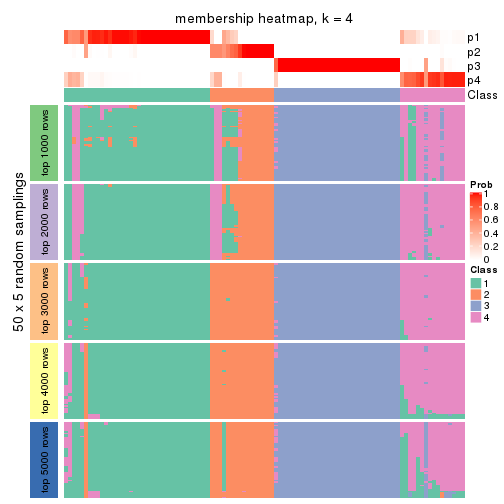 membership heatmap, k = 4
p1
p2
p3
p4
Class
50 x 5 random samplings
top 1000 rows
top 2000 rows
top 3000 rows
top 4000 rows
top 5000 rows
Prob
1
0.8
0.6
0.4
0.2
0
Class
1
2
3
4